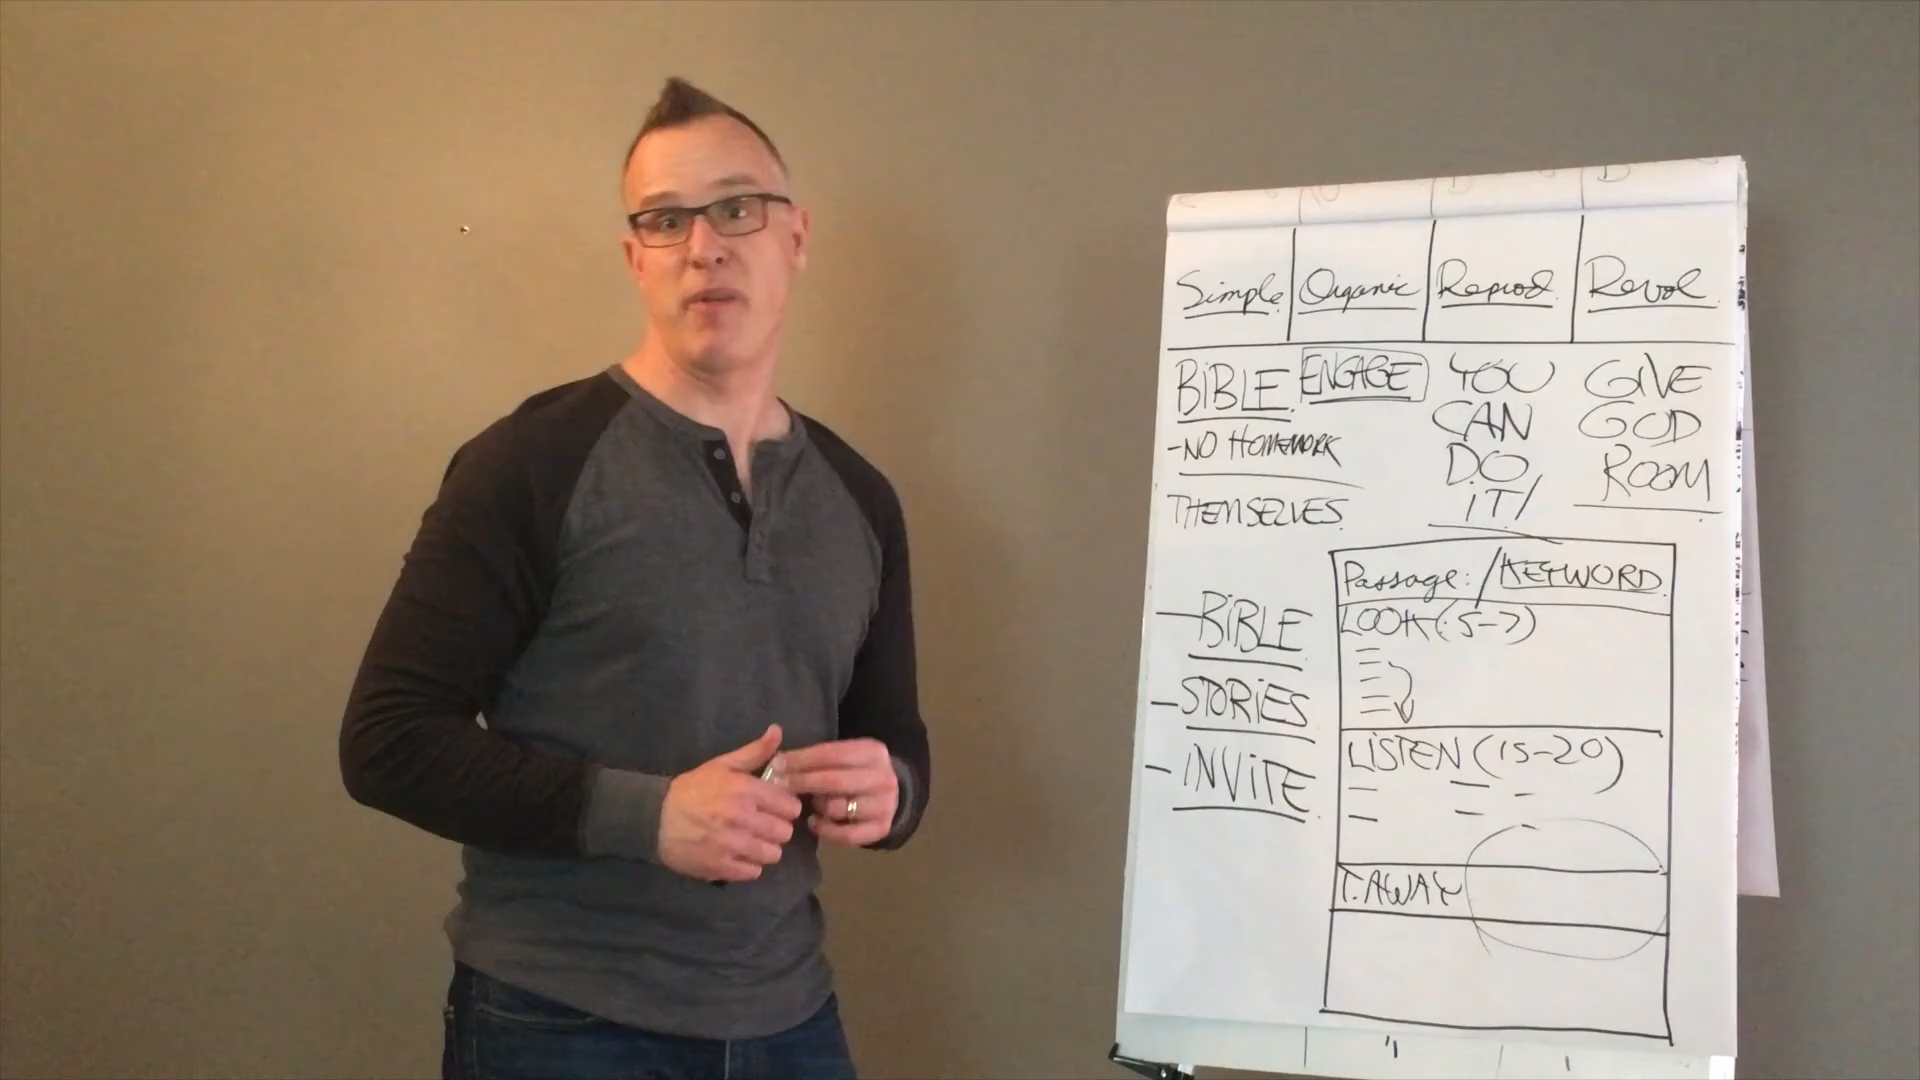 Simple Organic Reprod. Revol.
BiBLE ENGAGE YOU GiVE
CAN GOD
-NO HOMEWORK DO ROOM
THEMSELVES. iT/
Passage: /KEYWORD
-BiBLE LOOK (5-7)
-STORiES
LiSTEN (15-20)
-iNViTE
T.AWAY